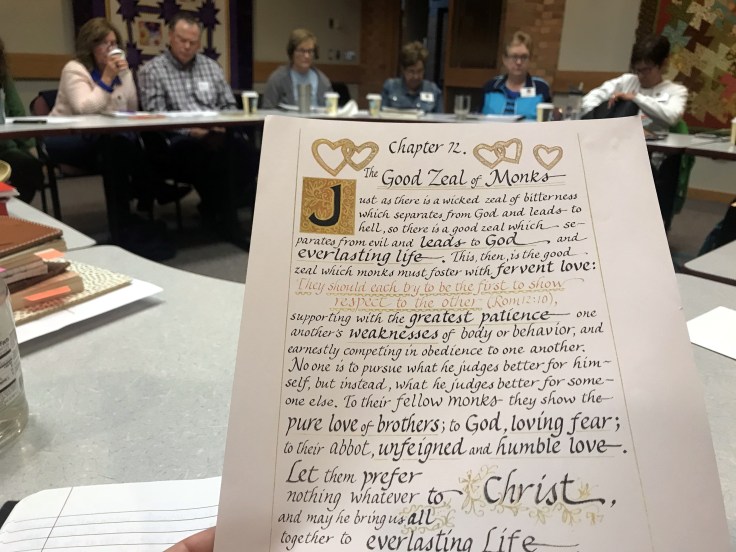 Chapter 72.
The Good Zeal of Monks
Just as there is a wicked zeal of bitterness
which separates from God and leads to
hell, so there is a good zeal which se-
parates from evil and leads to God and
everlasting life. This, then, is the good
zeal which monks must foster with fervent love:
They should each try to be the first to show
respect to the other (Rom 12:10),
supporting with the greatest patience one
another's weaknesses of body or behavior, and
earnestly competing in obedience to one another.
No one is to pursue what he judges better for him-
self, but instead, what he judges better for some-
one else. To their fellow monks they show the
pure love of brothers; to God, loving fear;
to their abbot, unfeigned and humble love.
Let them prefer
nothing whatever to Christ,
and may he bring us all
together to everlasting Life